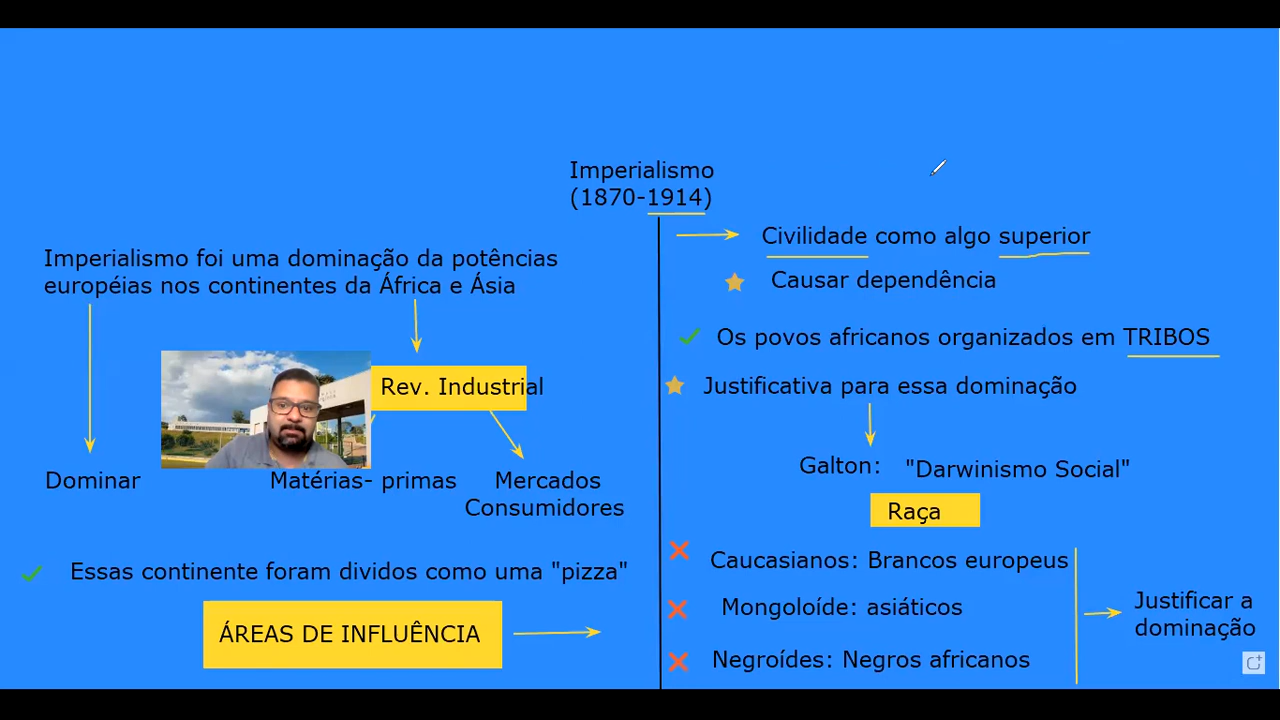 Imperialismo
(1870-1914)
Imperialismo foi uma dominação da potências
européias nos continentes da África e Ásia
Rev. Industrial
Dominar
Matérias- primas
Mercados
Consumidores
Essas continente foram dividos como uma "pizza"
ÁREAS DE INFLUÊNCIA
Civilidade como algo superior
Causar dependência
Os povos africanos organizados em TRIBOS
Justificativa para essa dominação
Galton: "Darwinismo Social"
Raça
Caucasianos: Brancos europeus
Mongoloíde: asiáticos
Negroídes: Negros africanos
Justificar a
dominação